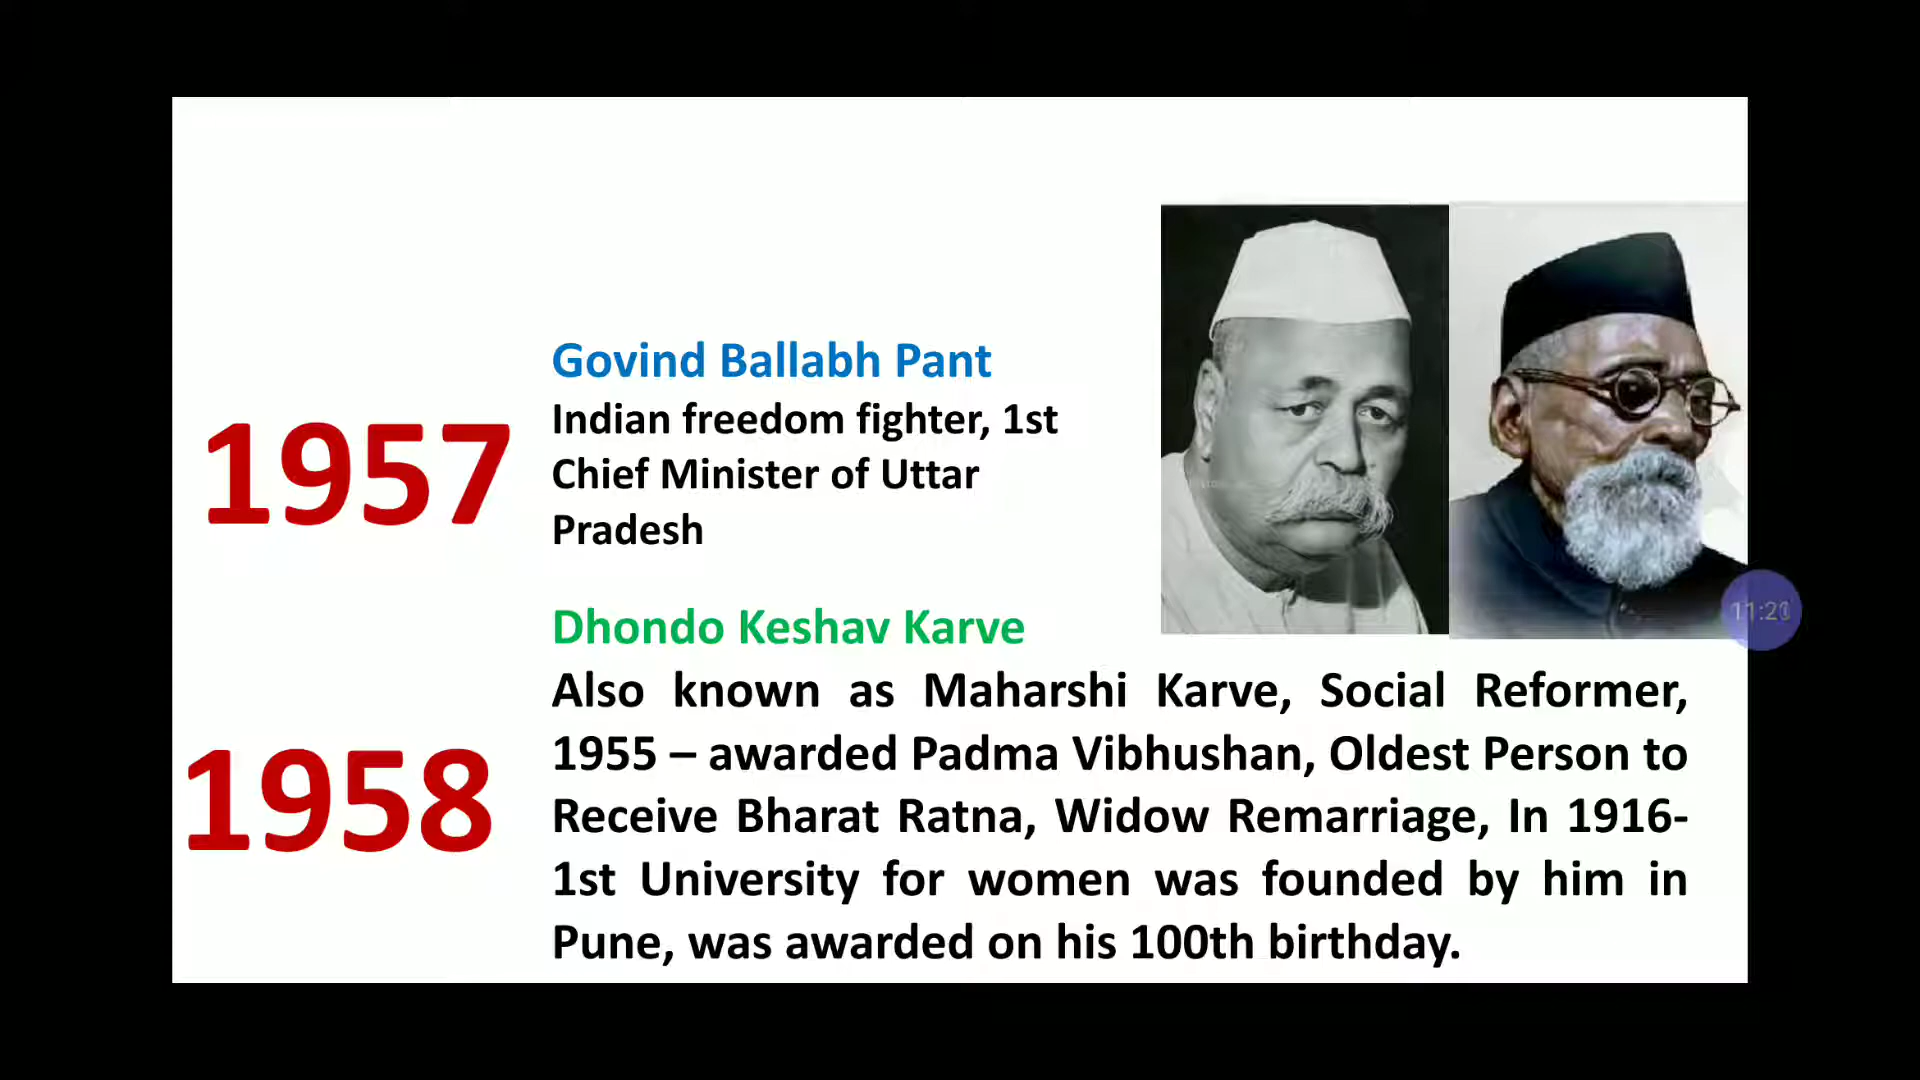 Govind Ballabh Pant
1957
Indian freedom fighter, 1st
Chief Minister of Uttar
Pradesh
Dhondo Keshav Karve
1958
Also known as Maharshi Karve, Social Reformer,
1955 – awarded Padma Vibhushan, Oldest Person to
Receive Bharat Ratna, Widow Remarriage, In 1916-
1st University for women was founded by him in
Pune, was awarded on his 100th birthday.